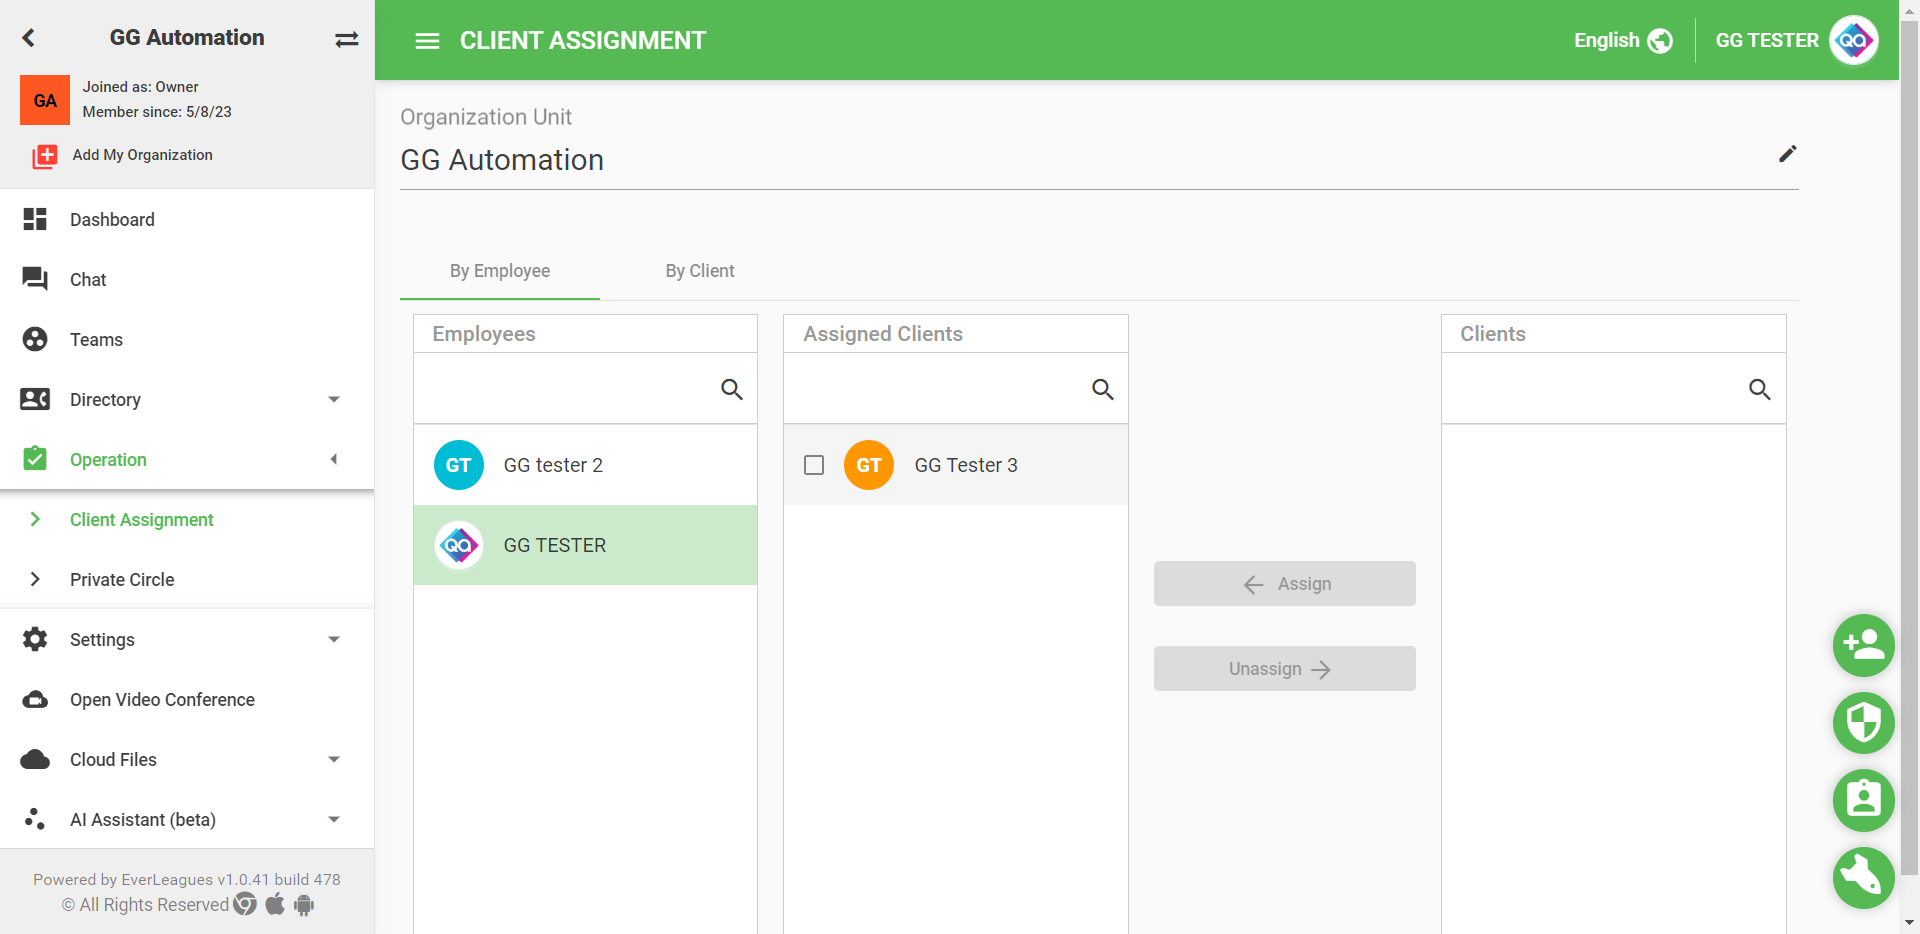 GG Automation
GA
Joined as: Owner
Member since: 5/8/23
Add My Organization
Dashboard
Chat
Teams
Directory
Operation
Client Assignment
Private Circle
Settings
Open Video Conference
Cloud Files
AI Assistant (beta)
Powered by EverLeagues v1.0.41 build 478
© All Rights Reserved
CLIENT ASSIGNMENT
English
GG TESTER
QA
Organization Unit
GG Automation
By Employee
By Client
Employees
GT
GG tester 2
QA
GG TESTER
Assigned Clients
GT
GG Tester 3
Assign
Unassign
Clients